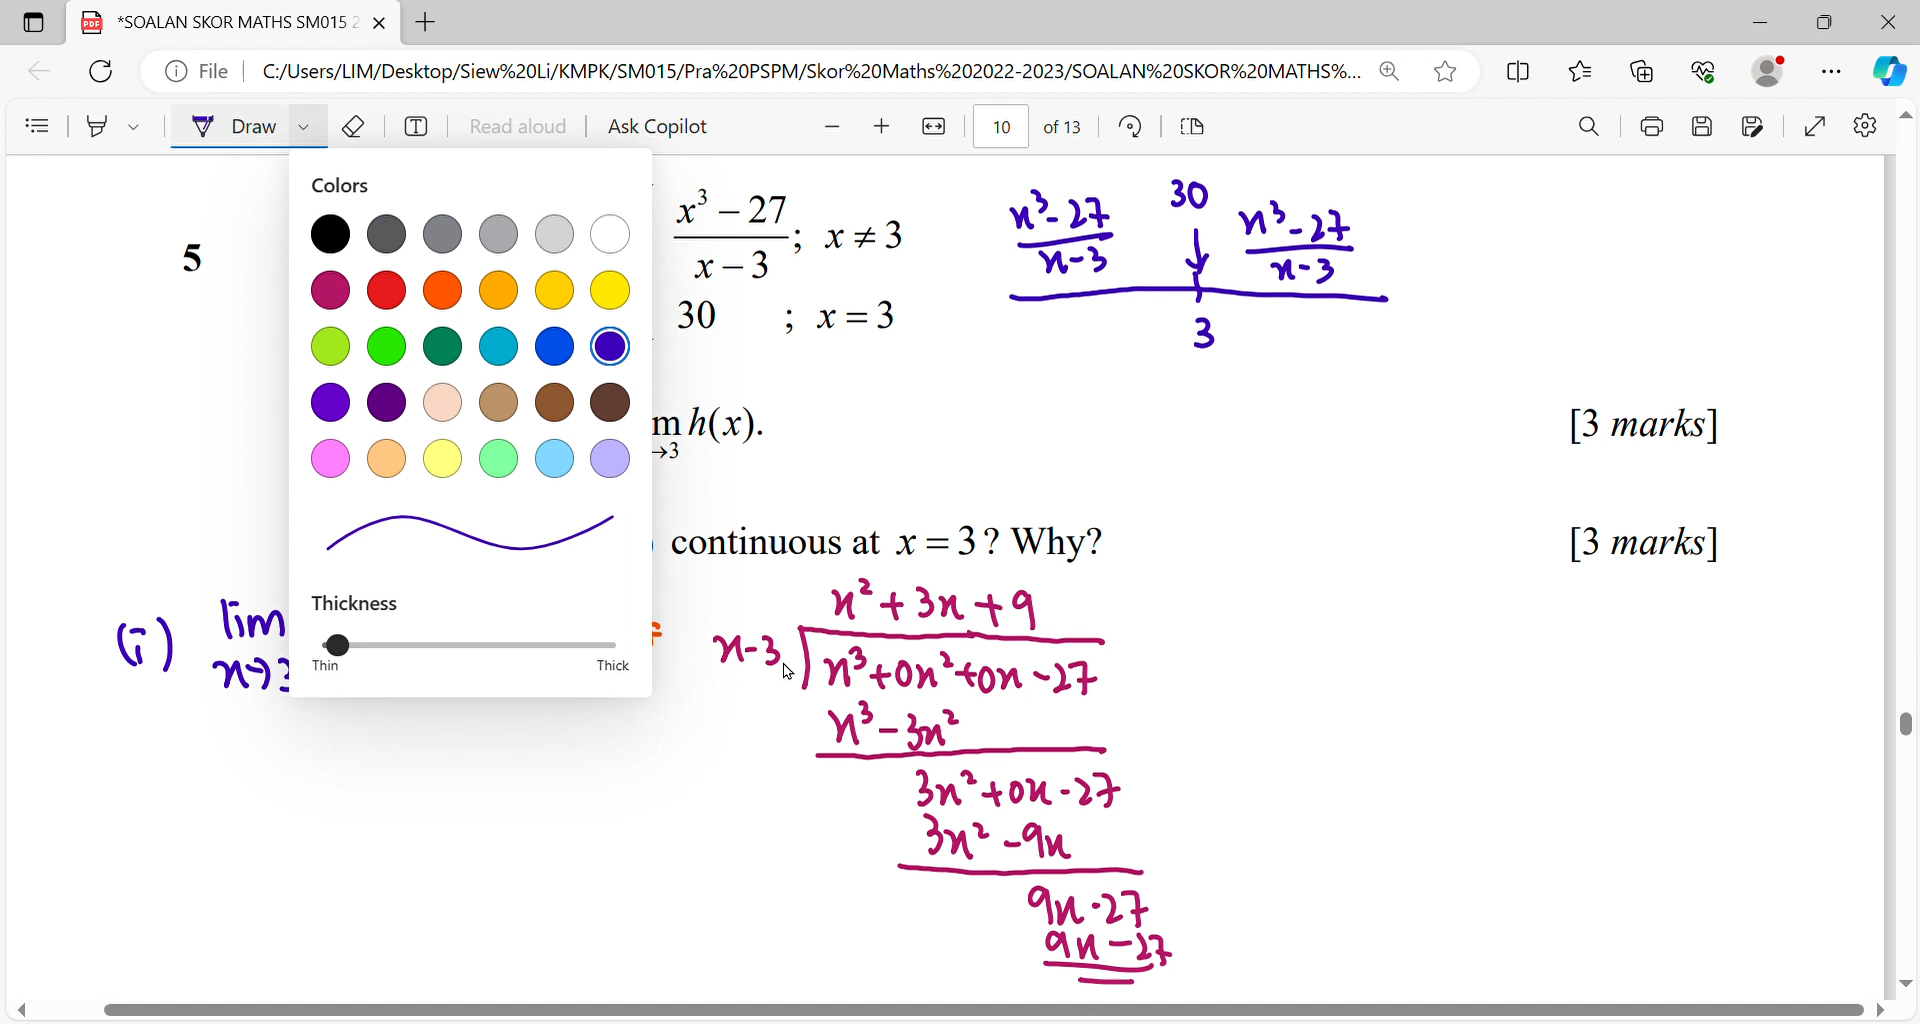 *SOALAN SKOR MATHS SM015 2
File
C:/Users/LIM/Desktop/Siew%20Li/KMPK/SM015/Pra%20PSPM/Skor%20Maths%202022-2023/SOALAN%20SKOR%20MATHS%...
Draw
Read aloud
Ask Copilot
10 of 13
Colors
Thickness
Thin
Thick
5
x³ − 27
x − 3
; x ≠ 3
30 ; x = 3
x³ - 27
x - 3
30
x³ - 27
x - 3
3
m h(x).
→3
[3 marks]
continuous at x = 3 ? Why?
[3 marks]
(i) lim
x→3
x² + 3x + 9
x - 3
x³ + 0x² + 0x - 27
x³ - 3x²
3x² + 0x - 27
3x² - 9x
9x - 27
9x - 27